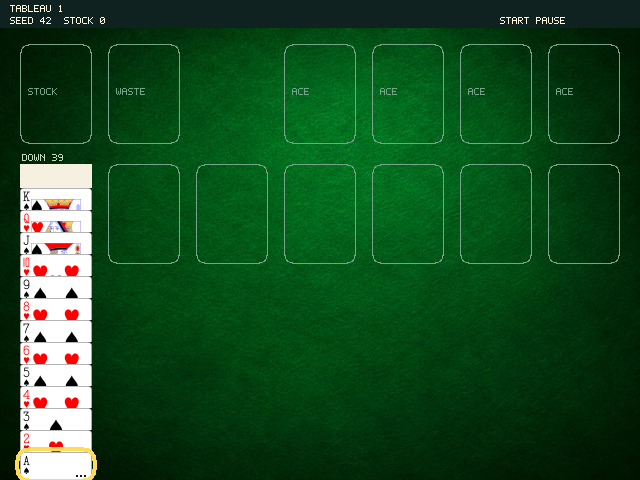 TABLEAU 1
SEED 42 STOCK 0
START PAUSE
STOCK
WASTE
ACE
ACE
ACE
ACE
DOWN 39
K
Q
J
10
9
8
7
6
5
4
3
2
A
...